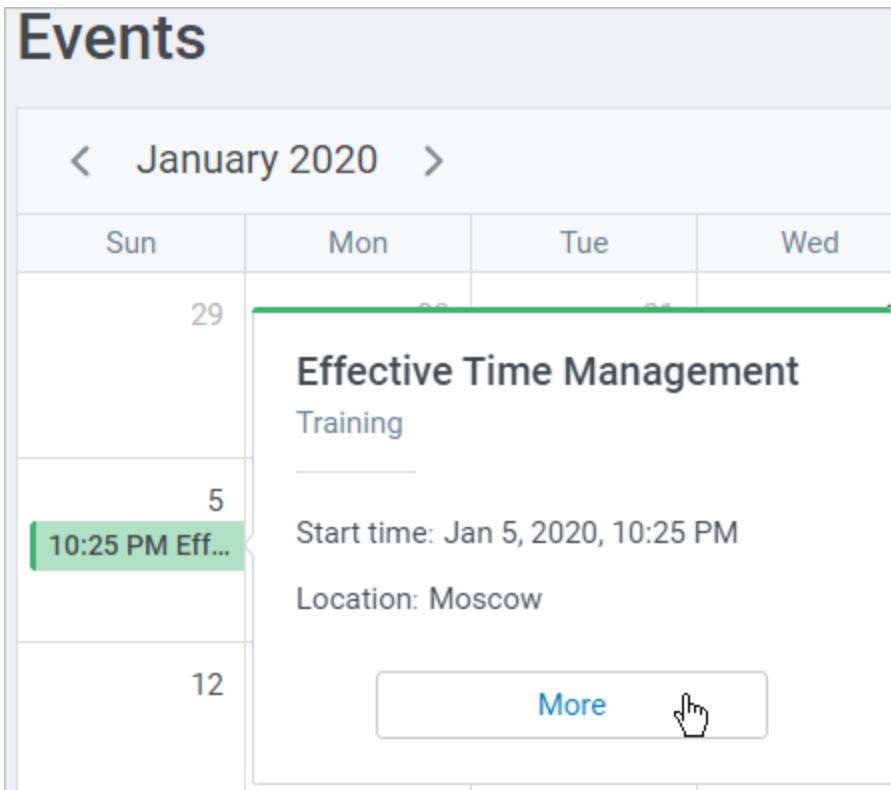 Events
January 2020
Sun Mon Tue Wed
29
Effective Time Management
Training
5
10:25 PM Eff...
Start time: Jan 5, 2020, 10:25 PM
Location: Moscow
12
More